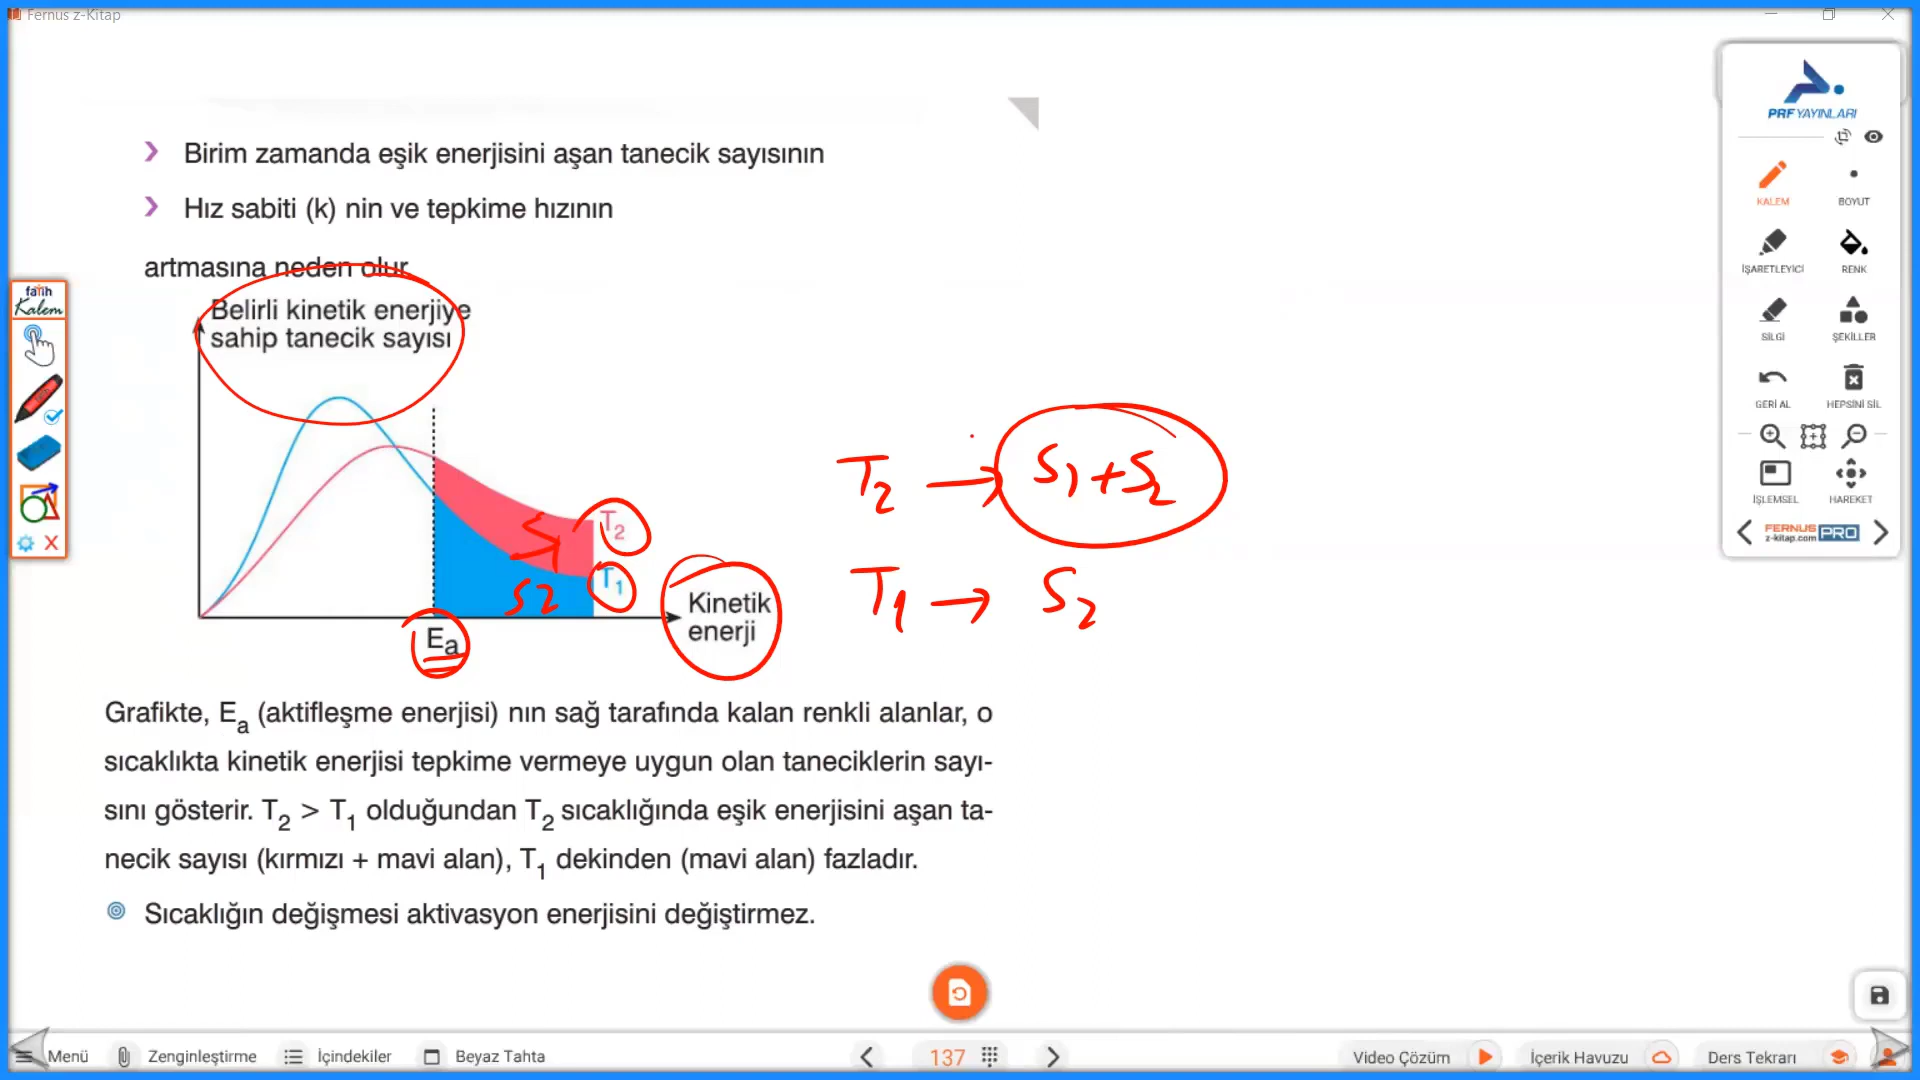 Fernus z-Kitap
Birim zamanda eşik enerjisini aşan tanecik sayısının
Hız sabiti (k) nin ve tepkime hızının
artmasına neden olur
Belirli kinetik enerjiye
sahip tanecik sayısı
T2
S1
T1
S2
Ea
Kinetik
enerji
T2 → S1+S2
T1 → S2
Grafikte, Ea (aktifleşme enerjisi) nın sağ tarafında kalan renkli alanlar, o
sıcaklıkta kinetik enerjisi tepkime vermeye uygun olan taneciklerin sayı-
sını gösterir. T2 > T1 olduğundan T2 sıcaklığında eşik enerjisini aşan ta-
necik sayısı (kırmızı + mavi alan), T1 dekinden (mavi alan) fazladır.
Sıcaklığın değişmesi aktivasyon enerjisini değiştirmez.
fatih
Kalem
PRF YAYINLARI
KALEM
BOYUT
İŞARETLEYİCİ
RENK
SİLGİ
ŞEKİLLER
GERİ AL
HEPSİNİ SİL
İŞLEMSEL
HAREKET
FERNUS
z-kitap.com PRO
Menü
Zenginleştirme
İçindekiler
Beyaz Tahta
137
Video Çözüm
İçerik Havuzu
Ders Tekrarı